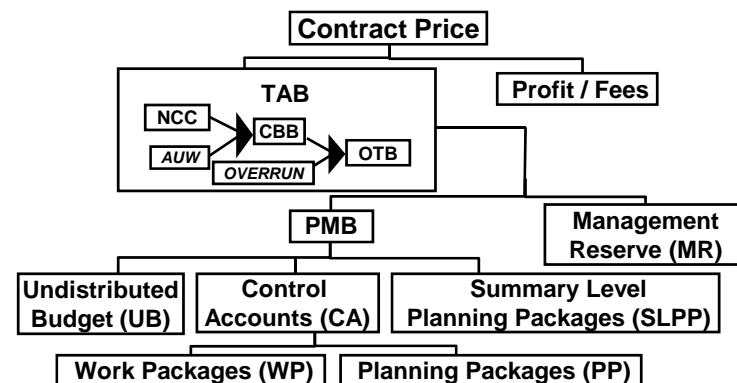 Contract Price
TAB
Profit / Fees
NCC
CBB
AUW
OTB
OVERRUN
PMB
Management
Reserve (MR)
Undistributed
Budget (UB)
Control
Accounts (CA)
Summary Level
Planning Packages (SLPP)
Work Packages (WP)
Planning Packages (PP)